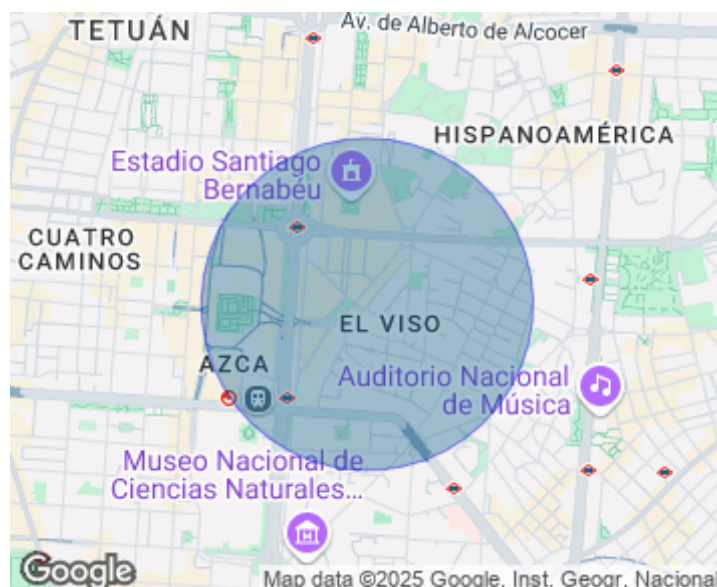 TETUÁN
Av. de Alberto de Alcocer
HISPANOAMÉRICA
Estadio Santiago
Bernabéu
CUATRO
CAMINOS
EL VISO
AZCA
Auditorio Nacional
de Música
Museo Nacional de
Ciencias Naturales...
Google
Map data ©2025 Google, Inst. Geogr. Nacional